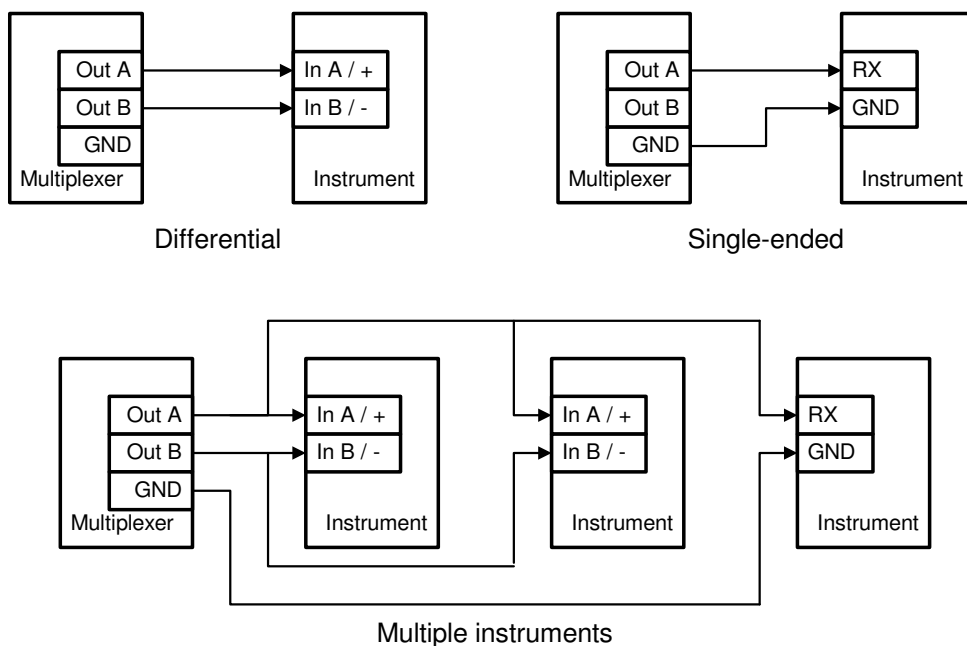 Out A
Out B
GND
Multiplexer
In A / +
In B / -
Instrument
Differential
Out A
Out B
GND
Multiplexer
RX
GND
Instrument
Single-ended
Out A
Out B
GND
Multiplexer
In A / +
In B / -
Instrument
In A / +
In B / -
Instrument
RX
GND
Instrument
Multiple instruments